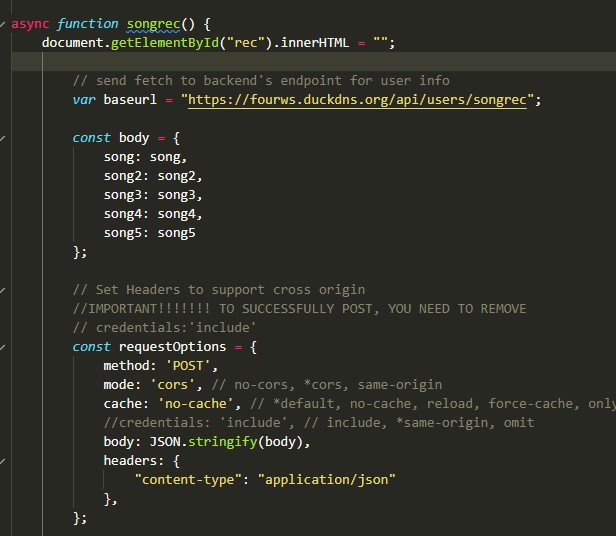 async function songrec() {
document.getElementById("rec").innerHTML = "";
// send fetch to backend's endpoint for user info
var baseurl = "https://fourws.duckdns.org/api/users/songrec";
const body = {
song: song,
song2: song2,
song3: song3,
song4: song4,
song5: song5
};
// Set Headers to support cross origin
//IMPORTANT!!!!!!! TO SUCCESSFULLY POST, YOU NEED TO REMOVE
// credentials:'include'
const requestOptions = {
method: 'POST',
mode: 'cors', // no-cors, *cors, same-origin
cache: 'no-cache', // *default, no-cache, reload, force-cache, only
//credentials: 'include', // include, *same-origin, omit
body: JSON.stringify(body),
headers: {
"content-type": "application/json"
},
};